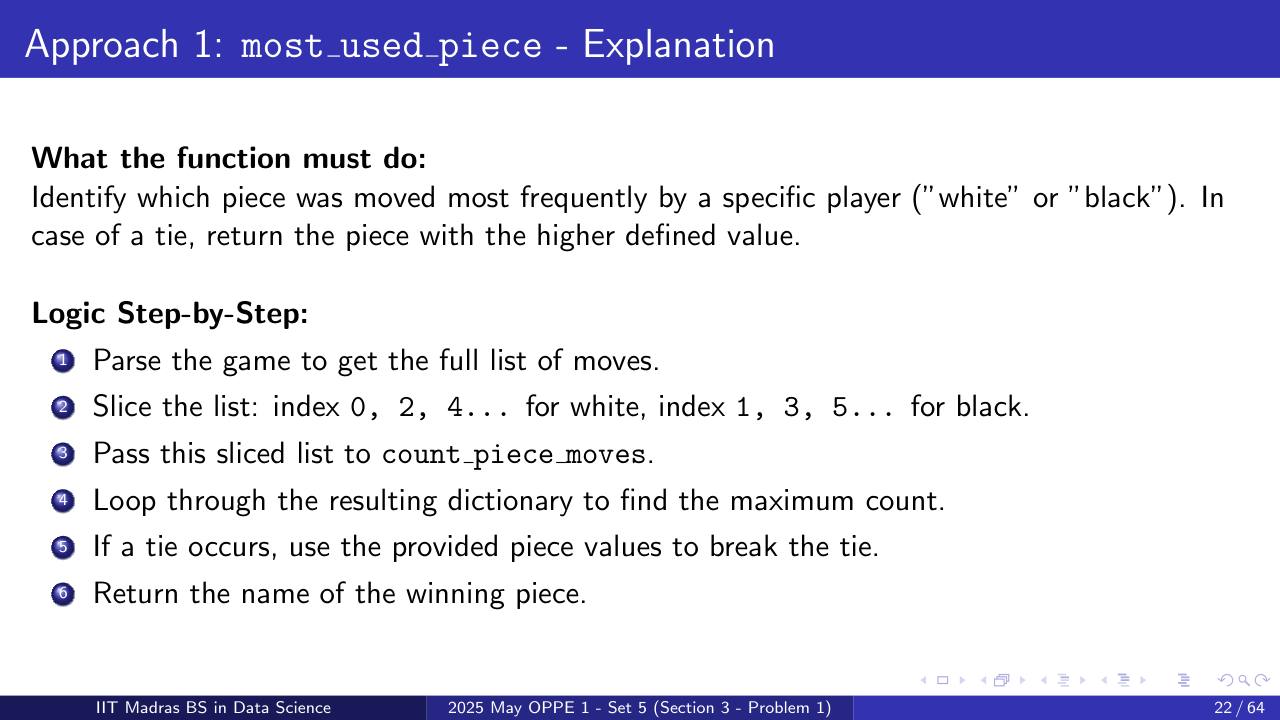 Approach 1: most_used_piece - Explanation
What the function must do:
Identify which piece was moved most frequently by a specific player (”white” or ”black”). In
case of a tie, return the piece with the higher defined value.
Logic Step-by-Step:
1 Parse the game to get the full list of moves.
2 Slice the list: index 0, 2, 4... for white, index 1, 3, 5... for black.
3 Pass this sliced list to count_piece_moves.
4 Loop through the resulting dictionary to find the maximum count.
5 If a tie occurs, use the provided piece values to break the tie.
6 Return the name of the winning piece.
IIT Madras BS in Data Science 2025 May OPPE 1 - Set 5 (Section 3 - Problem 1) 22 / 64